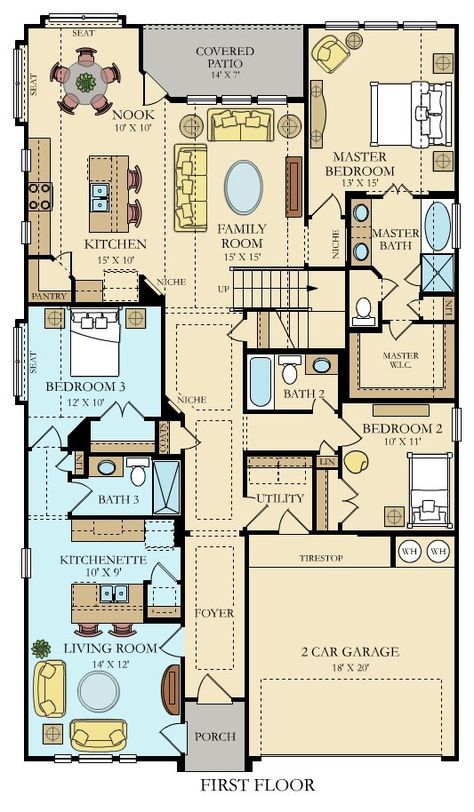 SEAT
SEAT
COVERED
PATIO
14' X 7'
NOOK
10' X 10'
MASTER
BEDROOM
13' X 15'
FAMILY
ROOM
15' X 15'
KITCHEN
15' X 10'
NICHE
MASTER
BATH
PANTRY
NICHE
UP
LIN
SEAT
BEDROOM 3
12' X 10'
MASTER
W.I.C.
NICHE
BATH 2
COATS
BEDROOM 2
10' X 11'
LIN
BATH 3
LIN
UTILITY
KITCHENETTE
10' X 9'
TIRESTOP
WH
WH
FOYER
LIVING ROOM
14' X 12'
2 CAR GARAGE
18' X 20'
PORCH
FIRST FLOOR